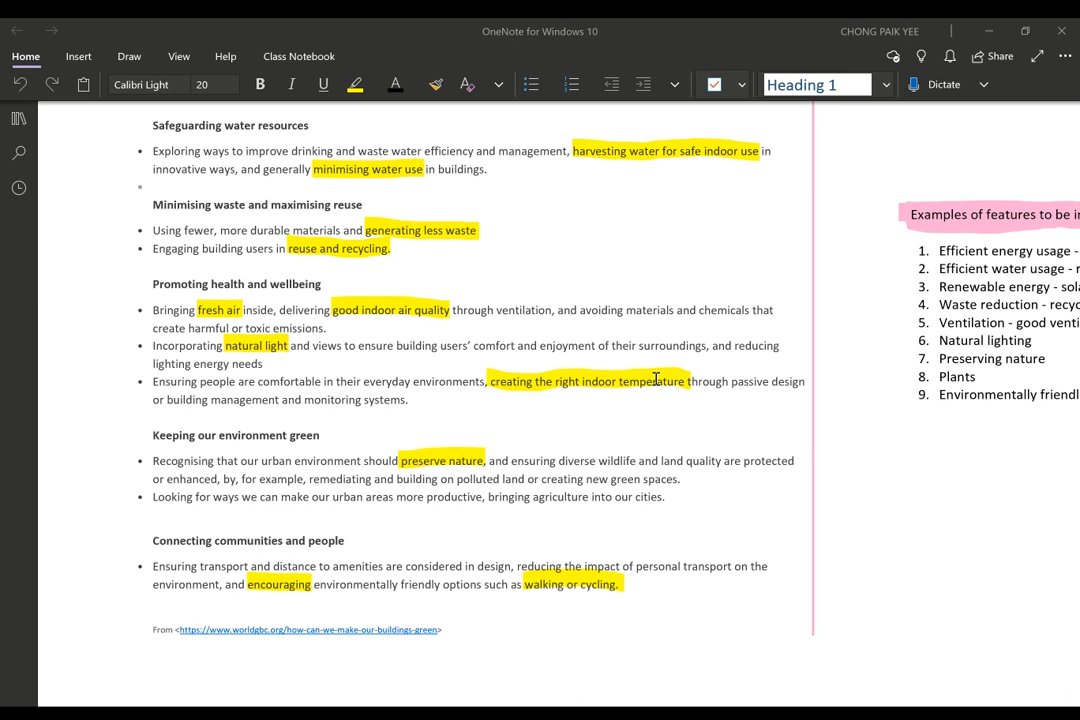 OneNote for Windows 10
CHONG PAIK YEE
Home Insert Draw View Help Class Notebook
Share
Calibri Light 20 B I U A Heading 1 Dictate
Safeguarding water resources
• Exploring ways to improve drinking and waste water efficiency and management, harvesting water for safe indoor use in
innovative ways, and generally minimising water use in buildings.
Minimising waste and maximising reuse
• Using fewer, more durable materials and generating less waste
• Engaging building users in reuse and recycling.
Promoting health and wellbeing
• Bringing fresh air inside, delivering good indoor air quality through ventilation, and avoiding materials and chemicals that
create harmful or toxic emissions.
• Incorporating natural light and views to ensure building users' comfort and enjoyment of their surroundings, and reducing
lighting energy needs
• Ensuring people are comfortable in their everyday environments, creating the right indoor temperature through passive design
or building management and monitoring systems.
Keeping our environment green
• Recognising that our urban environment should preserve nature, and ensuring diverse wildlife and land quality are protected
or enhanced, by, for example, remediating and building on polluted land or creating new green spaces.
• Looking for ways we can make our urban areas more productive, bringing agriculture into our cities.
Connecting communities and people
• Ensuring transport and distance to amenities are considered in design, reducing the impact of personal transport on the
environment, and encouraging environmentally friendly options such as walking or cycling.
From <https://www.worldgbc.org/how-can-we-make-our-buildings-green>
Examples of features to be in
1. Efficient energy usage -
2. Efficient water usage - r
3. Renewable energy - sola
4. Waste reduction - recyc
5. Ventilation - good venti
6. Natural lighting
7. Preserving nature
8. Plants
9. Environmentally friendl